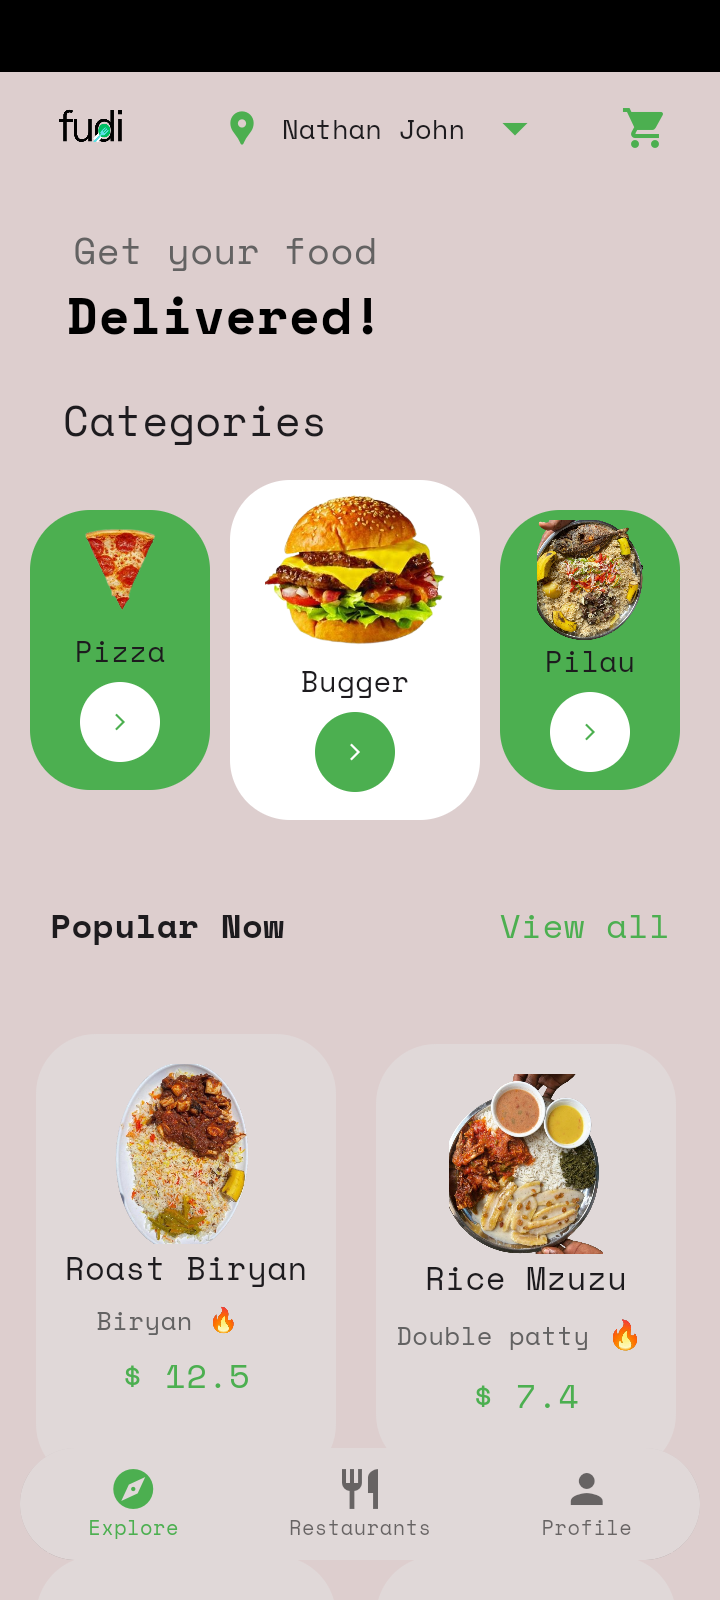 fudi
Nathan John
Get your food
Delivered!
Categories
Pizza
Bugger
Pilau
Popular Now
View all
Roast Biryan
Biryan 🔥
$ 12.5
Rice Mzuzu
Double patty 🔥
$ 7.4
Explore
Restaurants
Profile